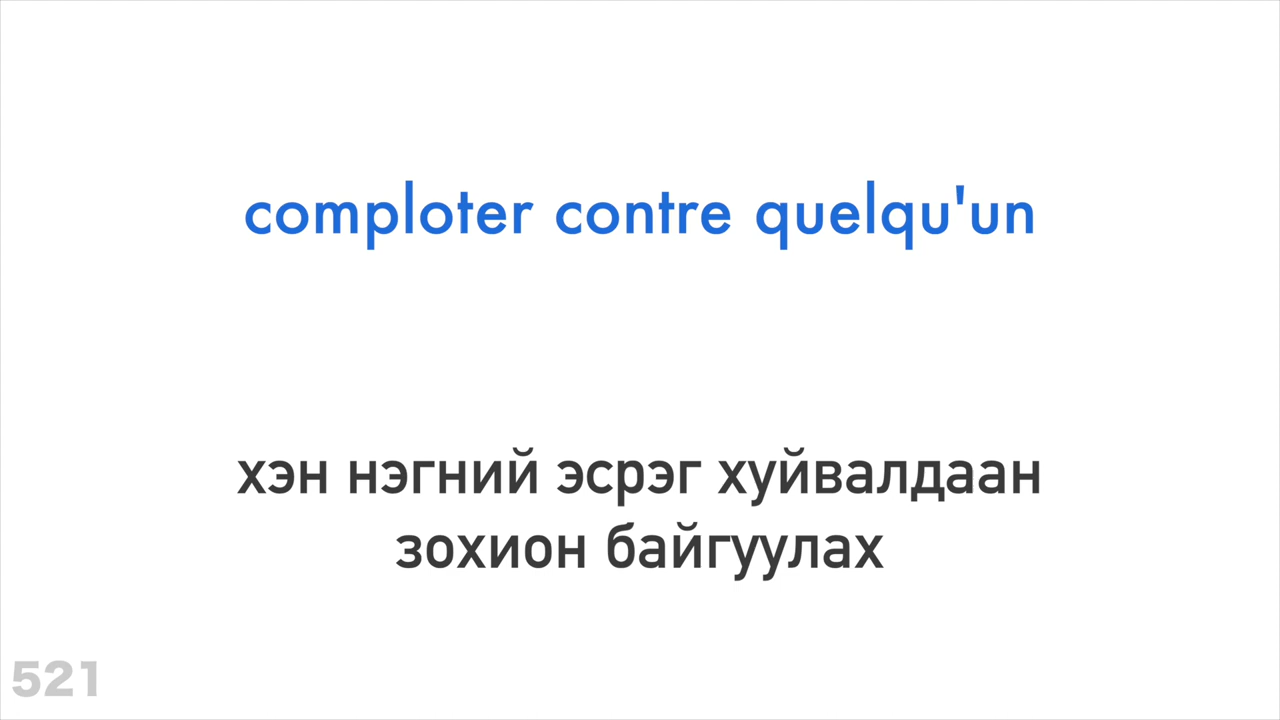 comploter contre quelqu'un
хэн нэгний эсрэг хуйвалдаан
зохион байгуулах
521